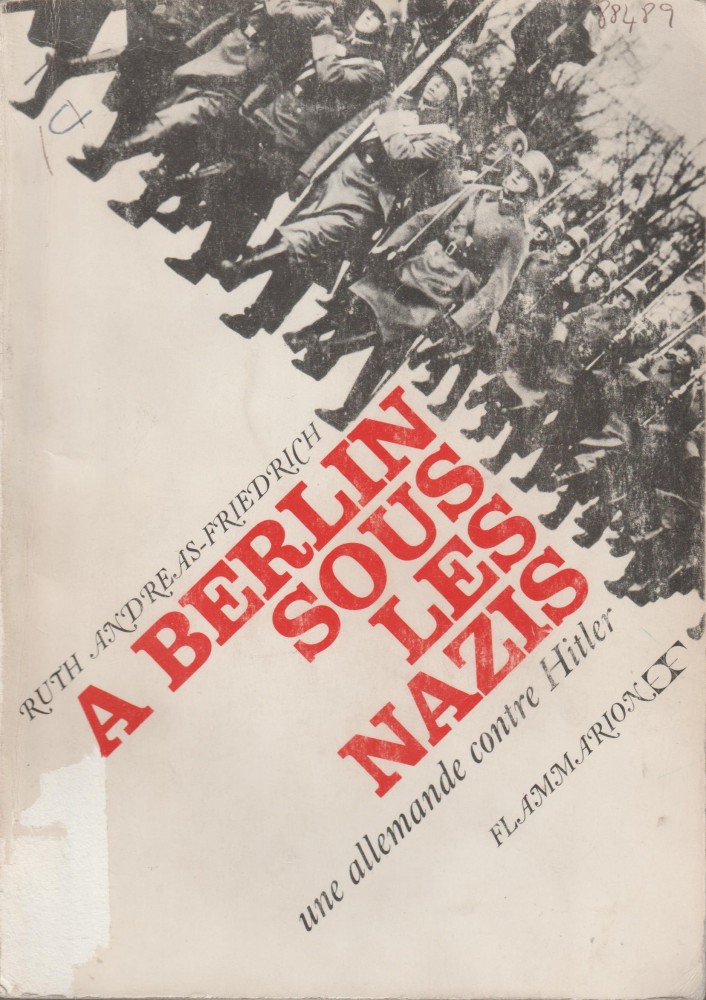 88489
RUTH ANDREAS-FRIEDRICH
A BERLIN
SOUS
LES
NAZIS
une allemande contre Hitler
FLAMMARION